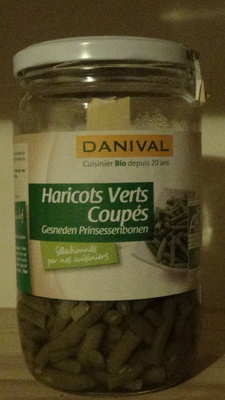 DANIVAL
Cuisinier Bio depuis 20 ans
Haricots Verts
Coupés
Gesneden Prinsessenbonen
Sélectionnés
par nos cuisiniers